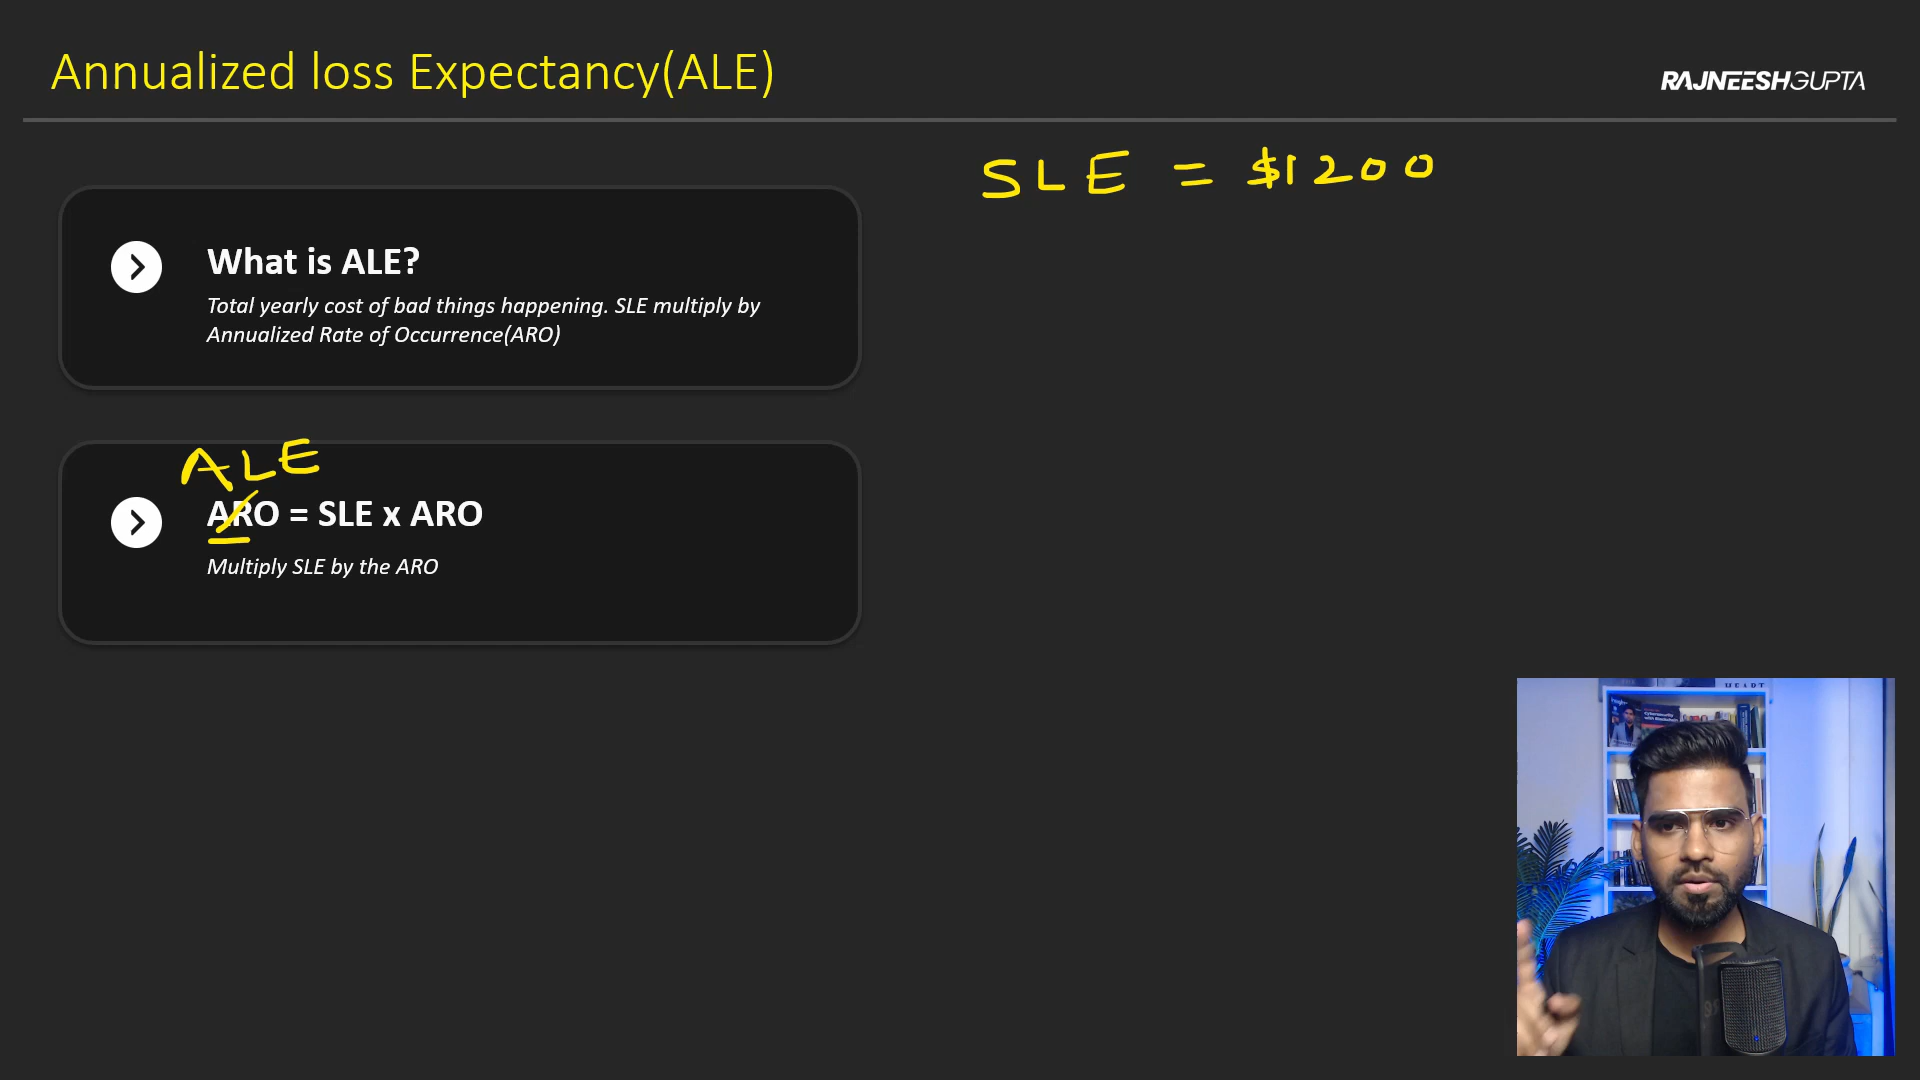 Annualized loss Expectancy(ALE)
RAJNEESHGUPTA
SLE = $1200
What is ALE?
Total yearly cost of bad things happening. SLE multiply by
Annualized Rate of Occurrence(ARO)
ALE
ARO = SLE x ARO
Multiply SLE by the ARO